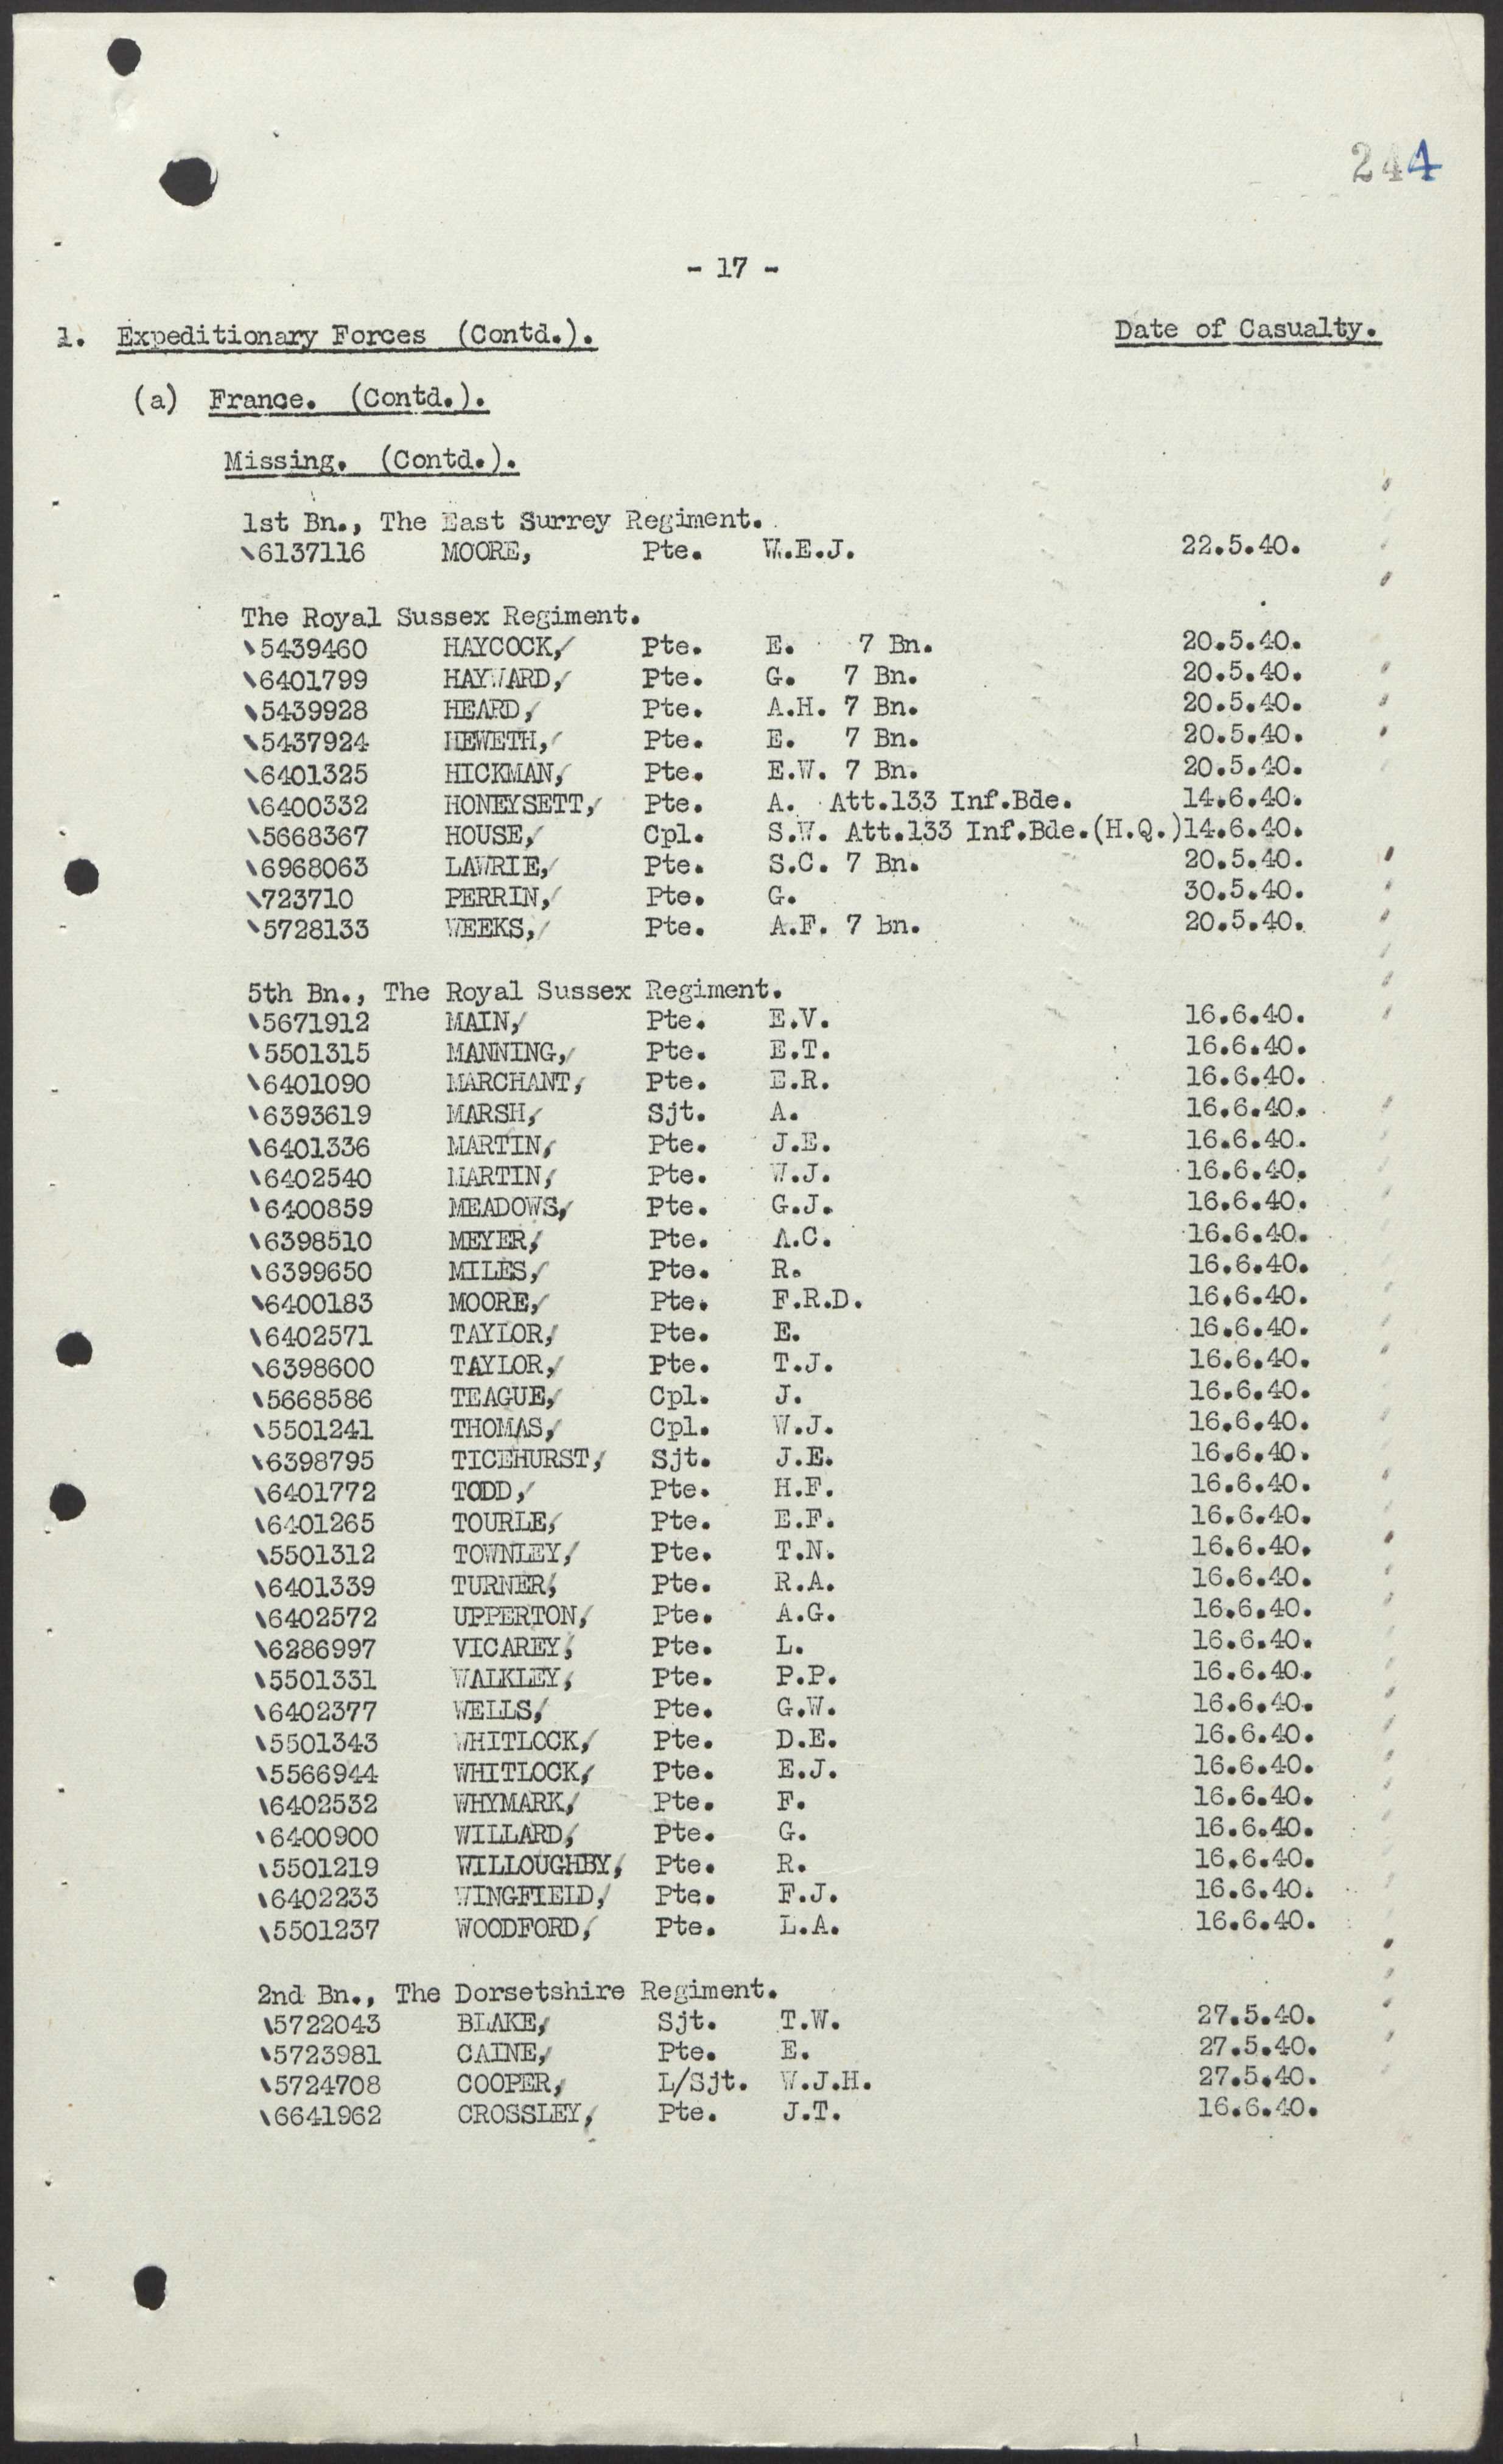 244
- 17 -
1. Expeditionary Forces (Contd.). Date of Casualty.
(a) France. (Contd.).
Missing. (Contd.).
1st Bn., The East Surrey Regiment.
6137116 MOORE, Pte. W.E.J. 22.5.40.
The Royal Sussex Regiment.
5439460 HAYCOCK, Pte. E. 7 Bn. 20.5.40.
6401799 HAYWARD, Pte. G. 7 Bn. 20.5.40.
5439928 HEARD, Pte. A.H. 7 Bn. 20.5.40.
5437924 HEWETH, Pte. E. 7 Bn. 20.5.40.
6401325 HICKMAN, Pte. E.W. 7 Bn. 20.5.40.
6400332 HONEYSETT, Pte. A. Att.133 Inf.Bde. 14.6.40.
5668367 HOUSE, Cpl. S.W. Att.133 Inf.Bde.(H.Q.)14.6.40.
6968063 LAWRIE, Pte. S.C. 7 Bn. 20.5.40.
723710 PERRIN, Pte. G. 30.5.40.
5728133 WEEKS, Pte. A.F. 7 bn. 20.5.40.
5th Bn., The Royal Sussex Regiment.
5671912 MAIN, Pte. E.V. 16.6.40.
5501315 MANNING, Pte. E.T. 16.6.40.
6401090 MARCHANT, Pte. E.R. 16.6.40.
6393619 MARSH, Sjt. A. 16.6.40.
6401336 MARTIN, Pte. J.E. 16.6.40.
6402540 MARTIN, Pte. W.J. 16.6.40.
6400859 MEADOWS, Pte. G.J. 16.6.40.
6398510 MEYER, Pte. A.C. 16.6.40.
6399650 MILES, Pte. R. 16.6.40.
6400183 MOORE, Pte. F.R.D. 16.6.40.
6402571 TAYLOR, Pte. E. 16.6.40.
6398600 TAYLOR, Pte. T.J. 16.6.40.
5668586 TEAGUE, Cpl. J. 16.6.40.
5501241 THOMAS, Cpl. W.J. 16.6.40.
6398795 TICEHURST, Sjt. J.E. 16.6.40.
6401772 TODD, Pte. H.F. 16.6.40.
6401265 TOURLE, Pte. E.F. 16.6.40.
5501312 TOWNLEY, Pte. T.N. 16.6.40.
6401339 TURNER, Pte. R.A. 16.6.40.
6402572 UPPERTON, Pte. A.G. 16.6.40.
6286997 VICAREY, Pte. L. 16.6.40.
5501331 WALKLEY, Pte. P.P. 16.6.40.
6402377 WELLS, Pte. G.W. 16.6.40.
5501343 WHITLOCK, Pte. D.E. 16.6.40.
5566944 WHITLOCK, Pte. E.J. 16.6.40.
6402532 WHYMARK, Pte. F. 16.6.40.
6400900 WILLARD, Pte. G. 16.6.40.
5501219 WILLOUGHBY, Pte. R. 16.6.40.
6402233 WINGFIELD, Pte. F.J. 16.6.40.
5501237 WOODFORD, Pte. L.A. 16.6.40.
2nd Bn., The Dorsetshire Regiment.
5722043 BLAKE, Sjt. T.W. 27.5.40.
5723981 CAINE, Pte. E. 27.5.40.
5724708 COOPER, L/Sjt. W.J.H. 27.5.40.
6641962 CROSSLEY, Pte. J.T. 16.6.40.